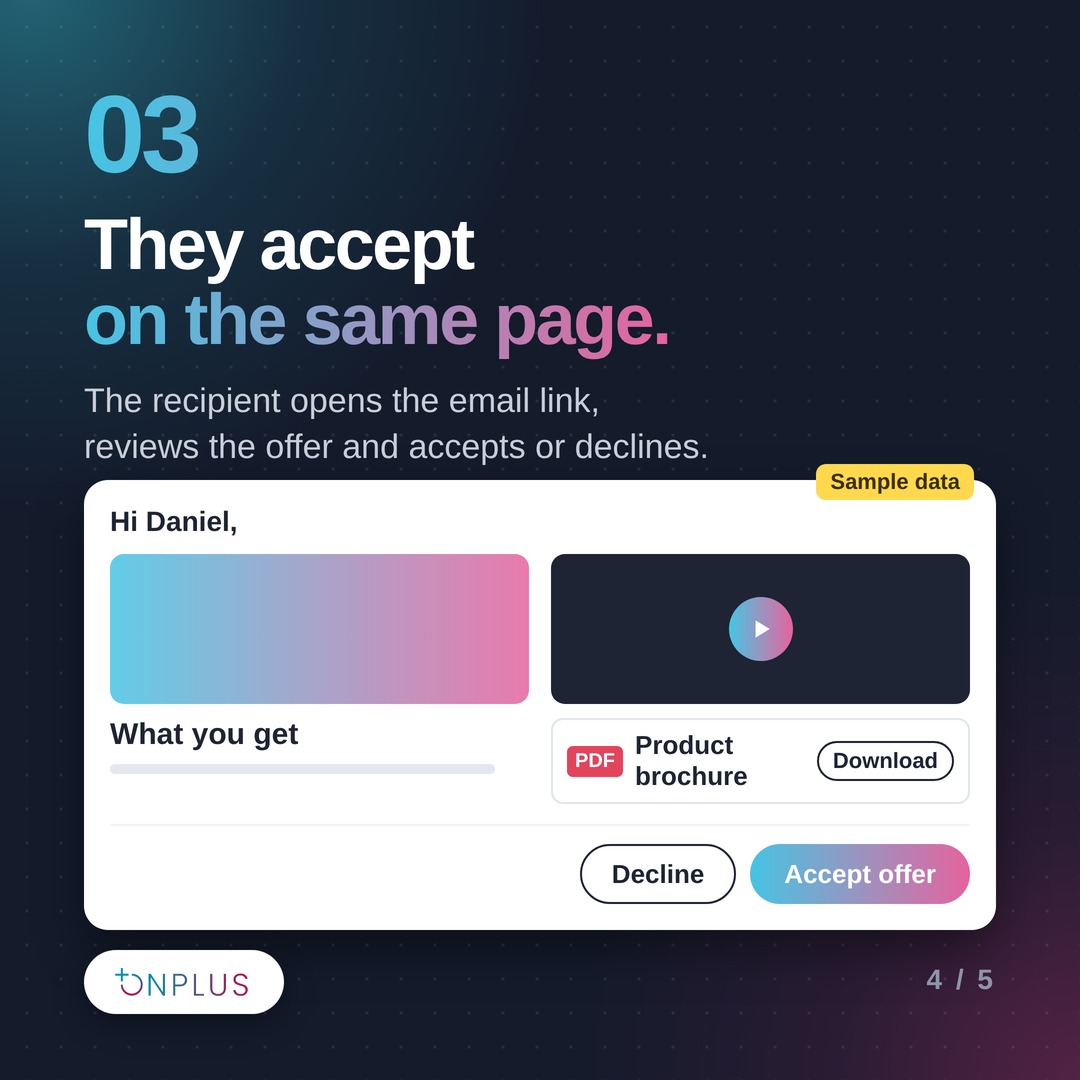 03
They accept
on the same page.
The recipient opens the email link,
reviews the offer and accepts or declines.
Sample data
Hi Daniel,
What you get
PDF
Product
brochure
Download
Decline
Accept offer
ONPLUS
4 / 5